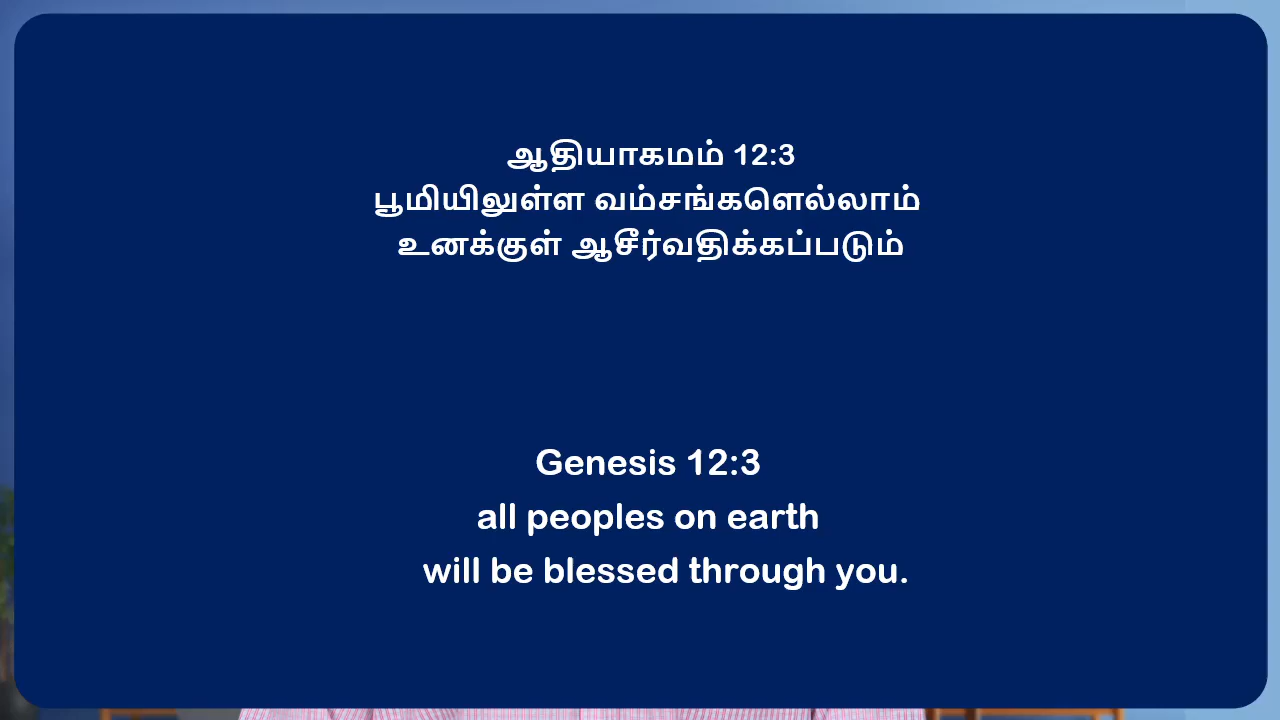 ஆதியாகமம் 12:3
பூமியிலுள்ள வம்சங்களெல்லாம்
உனக்குள் ஆசீர்வதிக்கப்படும்
Genesis 12:3
all peoples on earth
will be blessed through you.